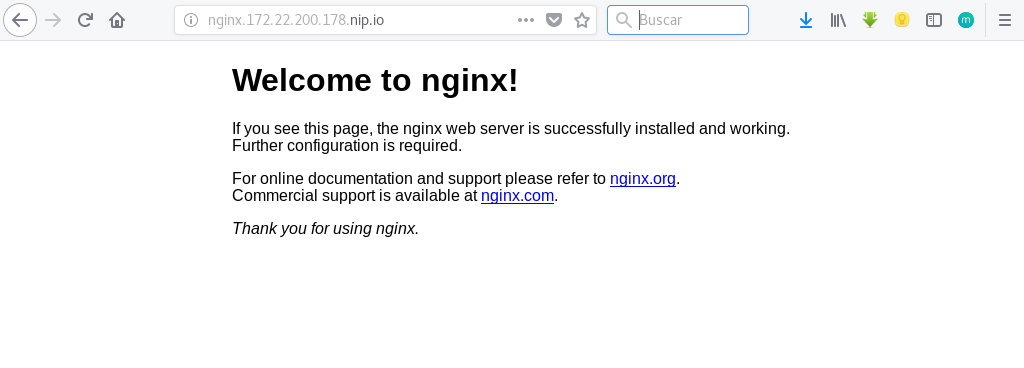 nginx.172.22.200.178.nip.io
Buscar
m
Welcome to nginx!
If you see this page, the nginx web server is successfully installed and working.
Further configuration is required.
For online documentation and support please refer to nginx.org.
Commercial support is available at nginx.com.
Thank you for using nginx.